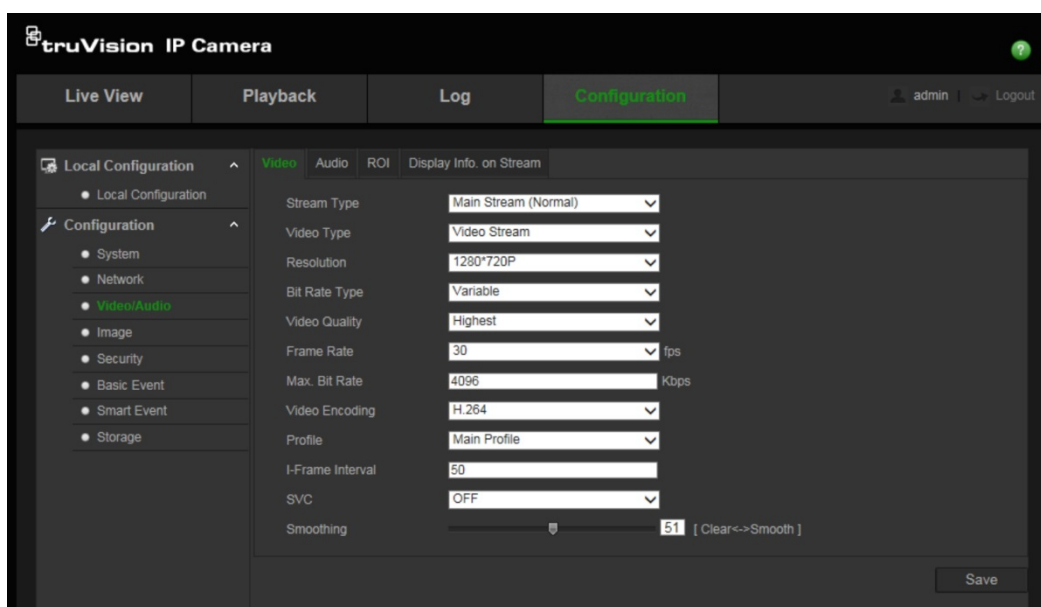 truVision IP Camera
?
Live View Playback Log Configuration admin | Logout
Local Configuration
Local Configuration
Configuration
System
Network
Video/Audio
Image
Security
Basic Event
Smart Event
Storage
Video Audio ROI Display Info. on Stream
Stream Type Main Stream (Normal)
Video Type Video Stream
Resolution 1280*720P
Bit Rate Type Variable
Video Quality Highest
Frame Rate 30 fps
Max. Bit Rate 4096 Kbps
Video Encoding H.264
Profile Main Profile
I-Frame Interval 50
SVC OFF
Smoothing 51 [ Clear<->Smooth ]
Save